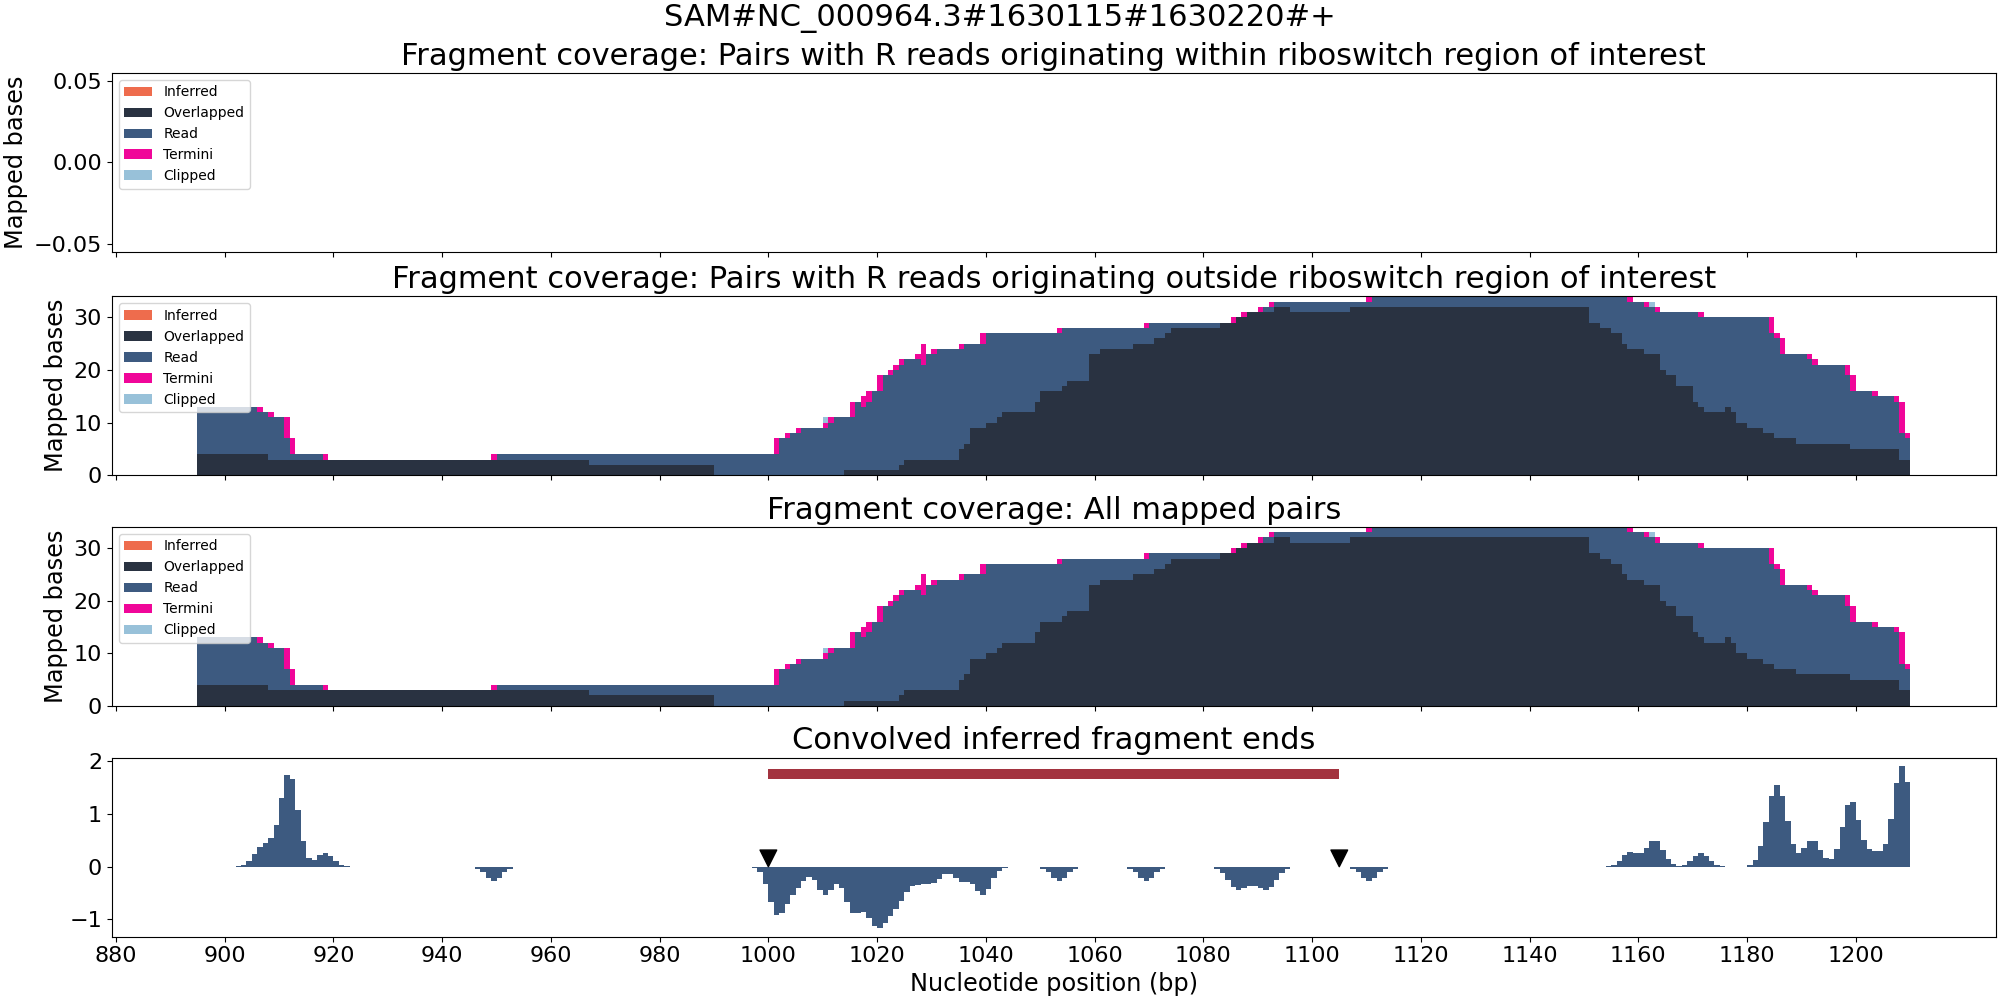 SAM#NC_000964.3#1630115#1630220#+
Fragment coverage: Pairs with R reads originating within riboswitch region of interest
Mapped bases
0.05
0.00
−0.05
Inferred
Overlapped
Read
Termini
Clipped
Fragment coverage: Pairs with R reads originating outside riboswitch region of interest
Mapped bases
30
20
10
0
Inferred
Overlapped
Read
Termini
Clipped
Fragment coverage: All mapped pairs
Mapped bases
30
20
10
0
Inferred
Overlapped
Read
Termini
Clipped
Convolved inferred fragment ends
2
1
0
−1
880 900 920 940 960 980 1000 1020 1040 1060 1080 1100 1120 1140 1160 1180 1200
Nucleotide position (bp)